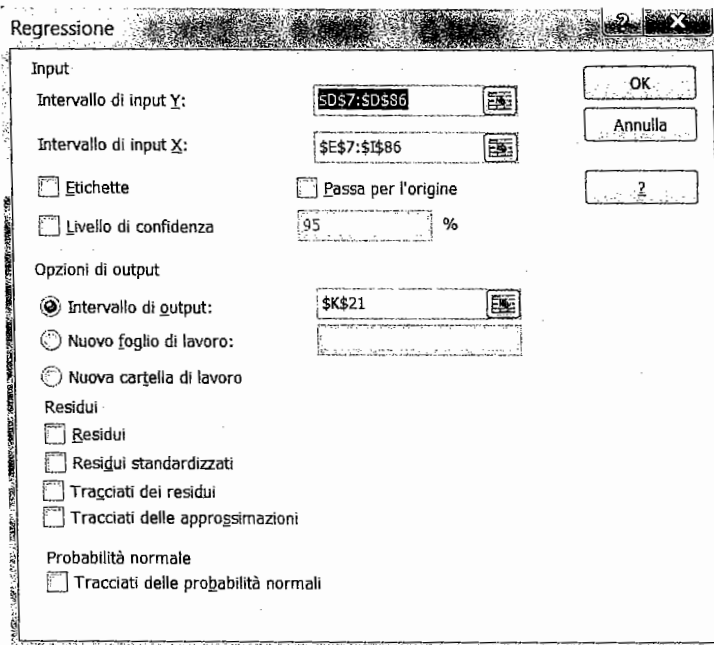 Regressione
Input
Intervallo di input Y:
$D$7:$D$86
OK
Intervallo di input X:
$E$7:$I$86
Annulla
Etichette
Passa per l'origine
?
Livello di confidenza
95
%
Opzioni di output
Intervallo di output:
$K$21
Nuovo foglio di lavoro:
Nuova cartella di lavoro
Residui
Residui
Residui standardizzati
Tracciati dei residui
Tracciati delle approssimazioni
Probabilità normale
Tracciati delle probabilità normali